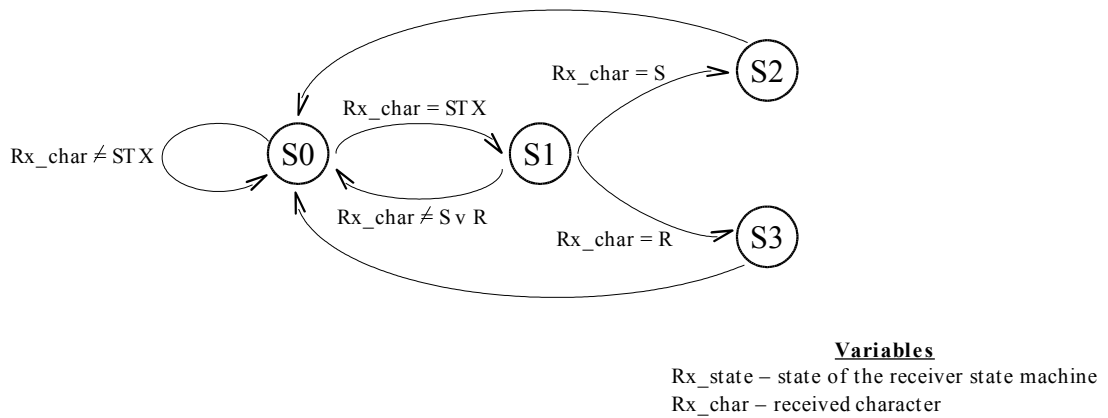 S2
Rx_char = S
Rx_char = STX
Rx_char ≠ STX
S0
S1
Rx_char ≠ S v R
Rx_char = R
S3
Variables
Rx_state – state of the receiver state machine
Rx_char – received character